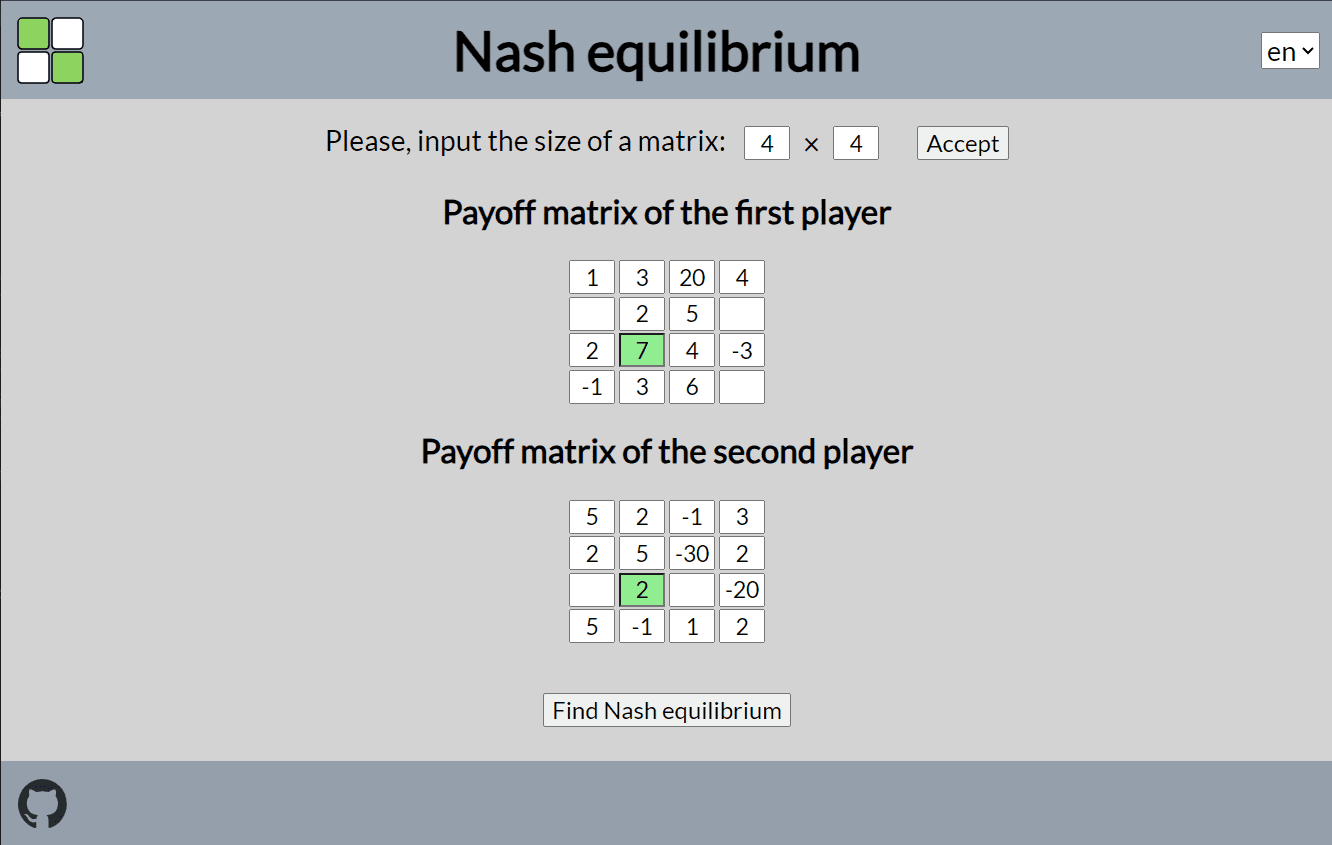 Nash equilibrium
en
Please, input the size of a matrix: 4 × 4 Accept
Payoff matrix of the first player
1 3 20 4
2 5
2 7 4 -3
-1 3 6
Payoff matrix of the second player
5 2 -1 3
2 5 -30 2
2 -20
5 -1 1 2
Find Nash equilibrium